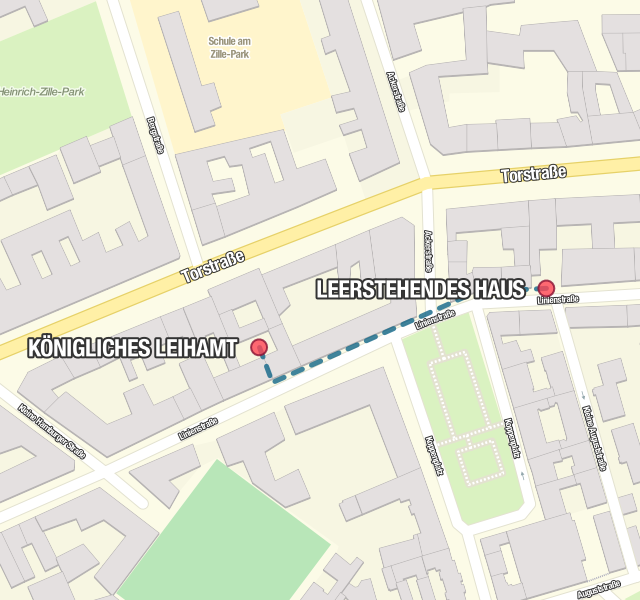 Schule am
Zille-Park
Heinrich-Zille-Park
Ackerstraße
Bergstraße
Torstraße
Torstraße
Ackerstraße
LEERSTEHENDES HAUS
Linienstraße
Linienstraße
KÖNIGLICHES LEIHAMT
Kleine Hamburger Straße
Linienstraße
Koppenplatz
Koppenplatz
Kleine Auguststraße
Auguststraße